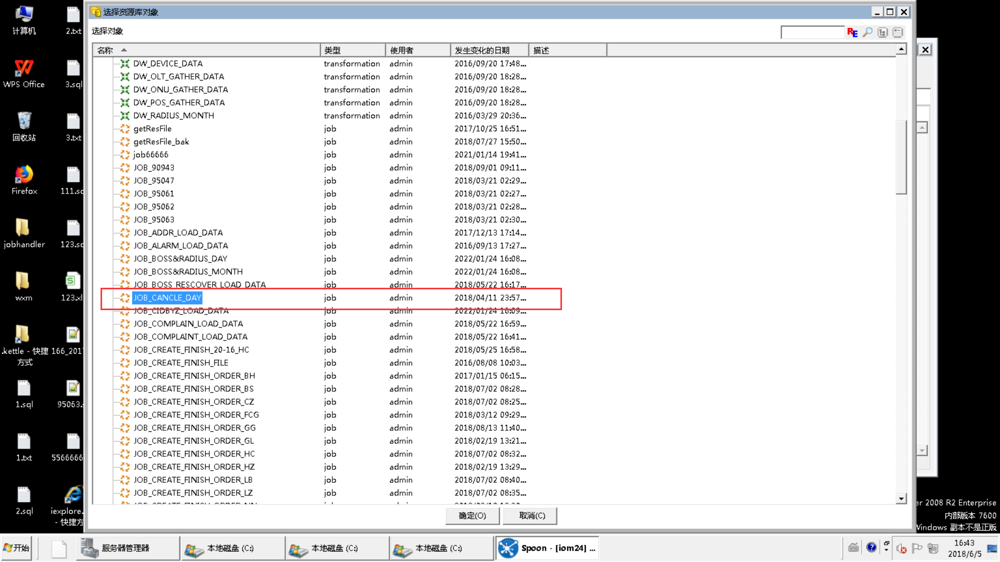 选择资源库对象
选择对象
RE
名称 类型 使用者 发生变化的日期 描述
DW_DEVICE_DATA transformation admin 2016/09/20 17:48...
DW_OLT_GATHER_DATA transformation admin 2016/09/20 18:28...
DW_ONU_GATHER_DATA transformation admin 2016/09/20 18:28...
DW_POS_GATHER_DATA transformation admin 2016/09/20 18:28...
DW_RADIUS_MONTH transformation admin 2016/03/29 20:36...
getResFile job admin 2017/10/25 16:51...
getResFile_bak job admin 2018/07/27 15:50...
job66666 job admin 2021/01/14 19:41...
JOB_90943 job admin 2018/09/01 09:11...
JOB_95047 job admin 2018/03/21 02:29...
JOB_95061 job admin 2018/03/21 02:27...
JOB_95062 job admin 2018/03/21 02:28...
JOB_95063 job admin 2018/03/21 02:30...
JOB_ADDR_LOAD_DATA job admin 2017/12/13 17:14...
JOB_ALARM_LOAD_DATA job admin 2016/09/13 17:27...
JOB_BOSS&RADIUS_DAY job admin 2022/01/24 16:08...
JOB_BOSS&RADIUS_MONTH job admin 2022/01/24 16:08...
JOB_BOSS_RESCOVER_LOAD_DATA job admin 2018/05/22 16:17...
JOB_CANCLE_DAY job admin 2018/04/11 23:57...
JOB_CIDBYZ_LOAD_DATA job admin 2022/01/24 16:09...
JOB_COMPLAIN_LOAD_DATA job admin 2018/05/22 16:59...
JOB_COMPLAINT_LOAD_DATA job admin 2018/05/22 16:41...
JOB_CREATE_FINISH_20-16_HC job admin 2018/05/25 16:58...
JOB_CREATE_FINISH_FILE job admin 2016/08/08 10:03...
JOB_CREATE_FINISH_ORDER_BH job admin 2017/01/15 06:15...
JOB_CREATE_FINISH_ORDER_BS job admin 2018/07/02 08:28...
JOB_CREATE_FINISH_ORDER_CZ job admin 2018/07/02 08:25...
JOB_CREATE_FINISH_ORDER_FCG job admin 2018/03/12 09:29...
JOB_CREATE_FINISH_ORDER_GG job admin 2018/08/13 11:40...
JOB_CREATE_FINISH_ORDER_GL job admin 2018/02/19 13:21...
JOB_CREATE_FINISH_ORDER_HC job admin 2018/07/02 08:32...
JOB_CREATE_FINISH_ORDER_HZ job admin 2018/02/19 13:29...
JOB_CREATE_FINISH_ORDER_LB job admin 2018/07/02 08:40...
JOB_CREATE_FINISH_ORDER_LZ job admin 2018/07/02 08:35...
确定(O) 取消(C)
计算机 2.txt
WPS Office 3.sql
回收站 3.txt
Firefox 111.sc
jobhandler 123.sc
wxm 123.xl
.kettle - 快捷方式 166_201
1.sql 95063.
1.txt 5566666
2.sql iexplore. - 快捷方
er 2008 R2 Enterprise
内部版本 7600
Windows 副本不是正版
开始 服务器管理器 本地磁盘 (C:) 本地磁盘 (C:) 本地磁盘 (C:) Spoon - [iom24] ...
16:43
2018/6/5